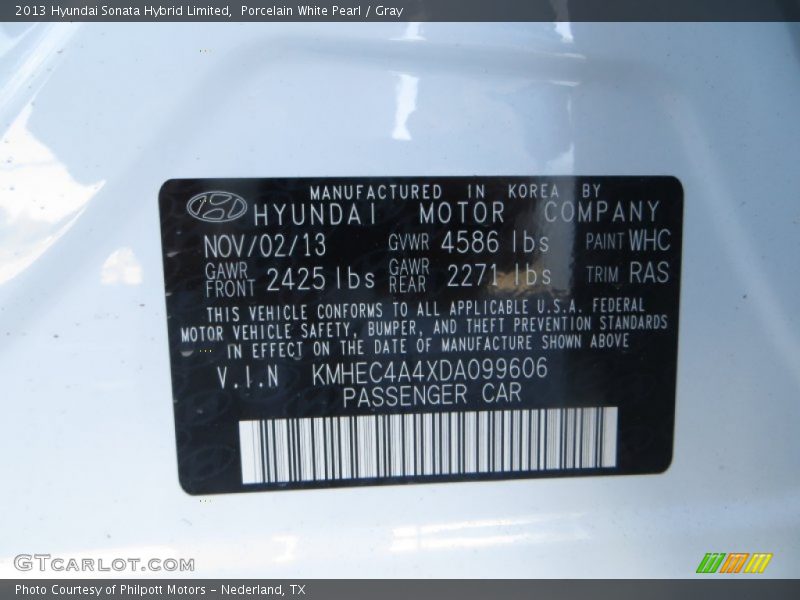 2013 Hyundai Sonata Hybrid Limited,  Porcelain White Pearl / Gray
MANUFACTURED IN KOREA BY
HYUNDAI MOTOR COMPANY
NOV/02/13 GVWR 4586 lbs PAINT WHC
GAWR FRONT 2425 lbs GAWR REAR 2271 lbs TRIM RAS
THIS VEHICLE CONFORMS TO ALL APPLICABLE U.S.A. FEDERAL
MOTOR VEHICLE SAFETY, BUMPER, AND THEFT PREVENTION STANDARDS
IN EFFECT ON THE DATE OF MANUFACTURE SHOWN ABOVE
V.I.N KMHEC4A4XDA099606
PASSENGER CAR
GTCARLOT.COM
Photo Courtesy of Philpott Motors - Nederland, TX